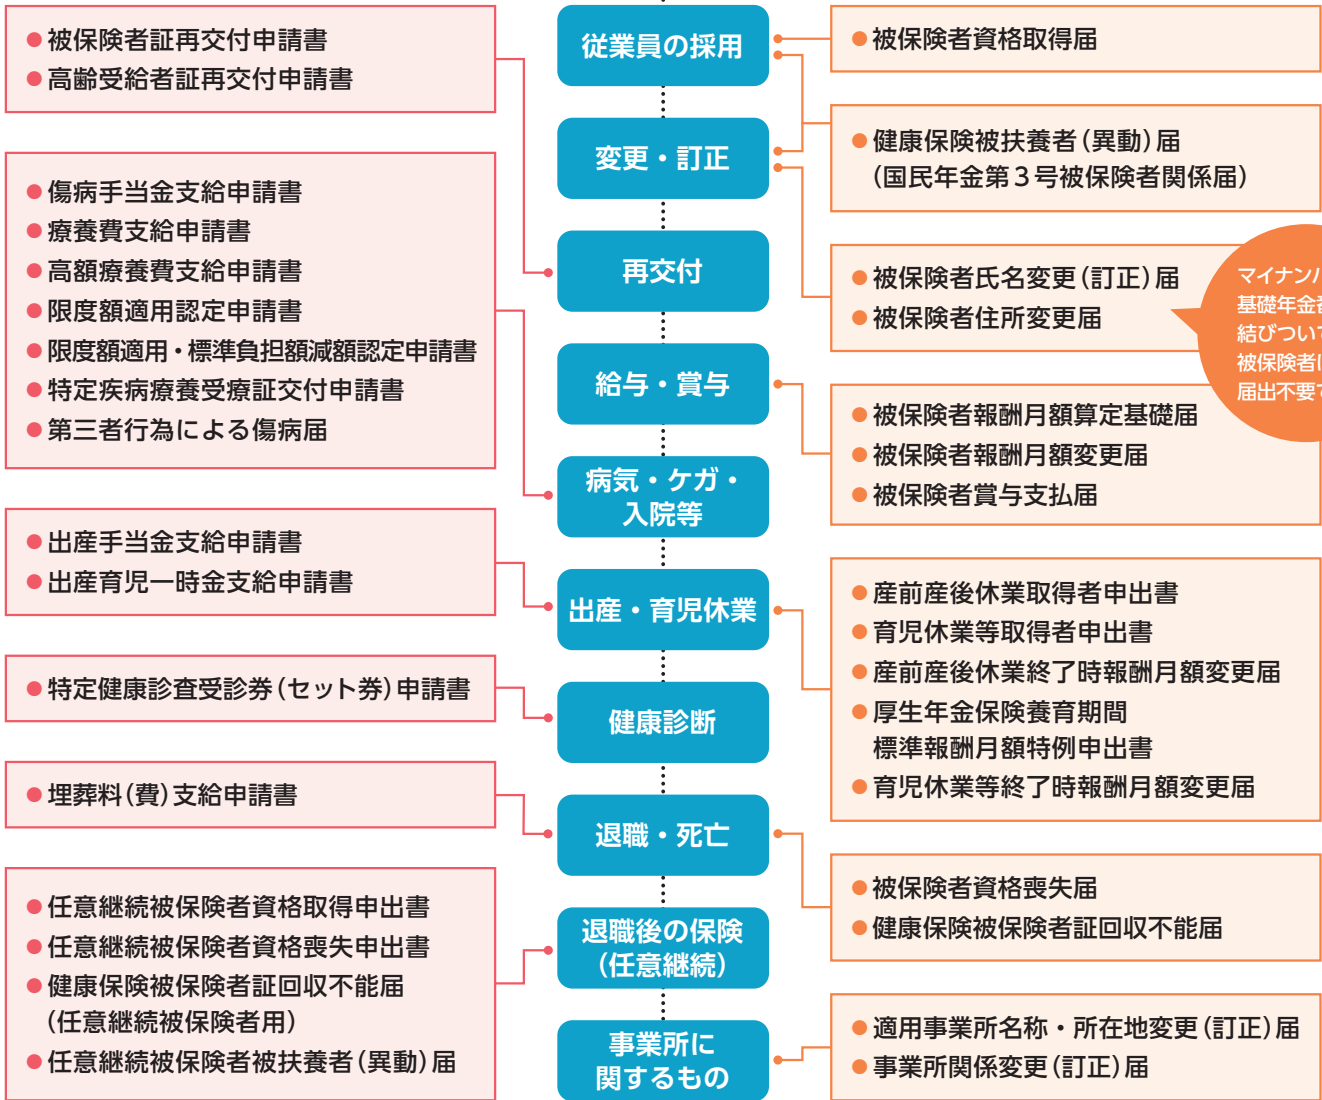 被保険者証再交付申請書
高齢受給者証再交付申請書
傷病手当金支給申請書
療養費支給申請書
高額療養費支給申請書
限度額適用認定申請書
限度額適用・標準負担額減額認定申請書
特定疾病療養受療証交付申請書
第三者行為による傷病届
出産手当金支給申請書
出産育児一時金支給申請書
特定健康診査受診券(セット券)申請書
埋葬料(費)支給申請書
任意継続被保険者資格取得申出書
任意継続被保険者資格喪失申出書
健康保険被保険者証回収不能届
(任意継続被保険者用)
任意継続被保険者被扶養者(異動)届
従業員の採用
変更・訂正
再交付
給与・賞与
病気・ケガ・
入院等
出産・育児休業
健康診断
退職・死亡
退職後の保険
(任意継続)
事業所に
関するもの
被保険者資格取得届
健康保険被扶養者(異動)届
(国民年金第3号被保険者関係届)
被保険者氏名変更(訂正)届
被保険者住所変更届
マイナン
基礎年金
結びつい
被保険者
届出不要
被保険者報酬月額算定基礎届
被保険者報酬月額変更届
被保険者賞与支払届
産前産後休業取得者申出書
育児休業等取得者申出書
産前産後休業終了時報酬月額変更届
厚生年金保険養育期間
標準報酬月額特例申出書
育児休業等終了時報酬月額変更届
被保険者資格喪失届
健康保険被保険者証回収不能届
適用事業所名称・所在地変更(訂正)届
事業所関係変更(訂正)届